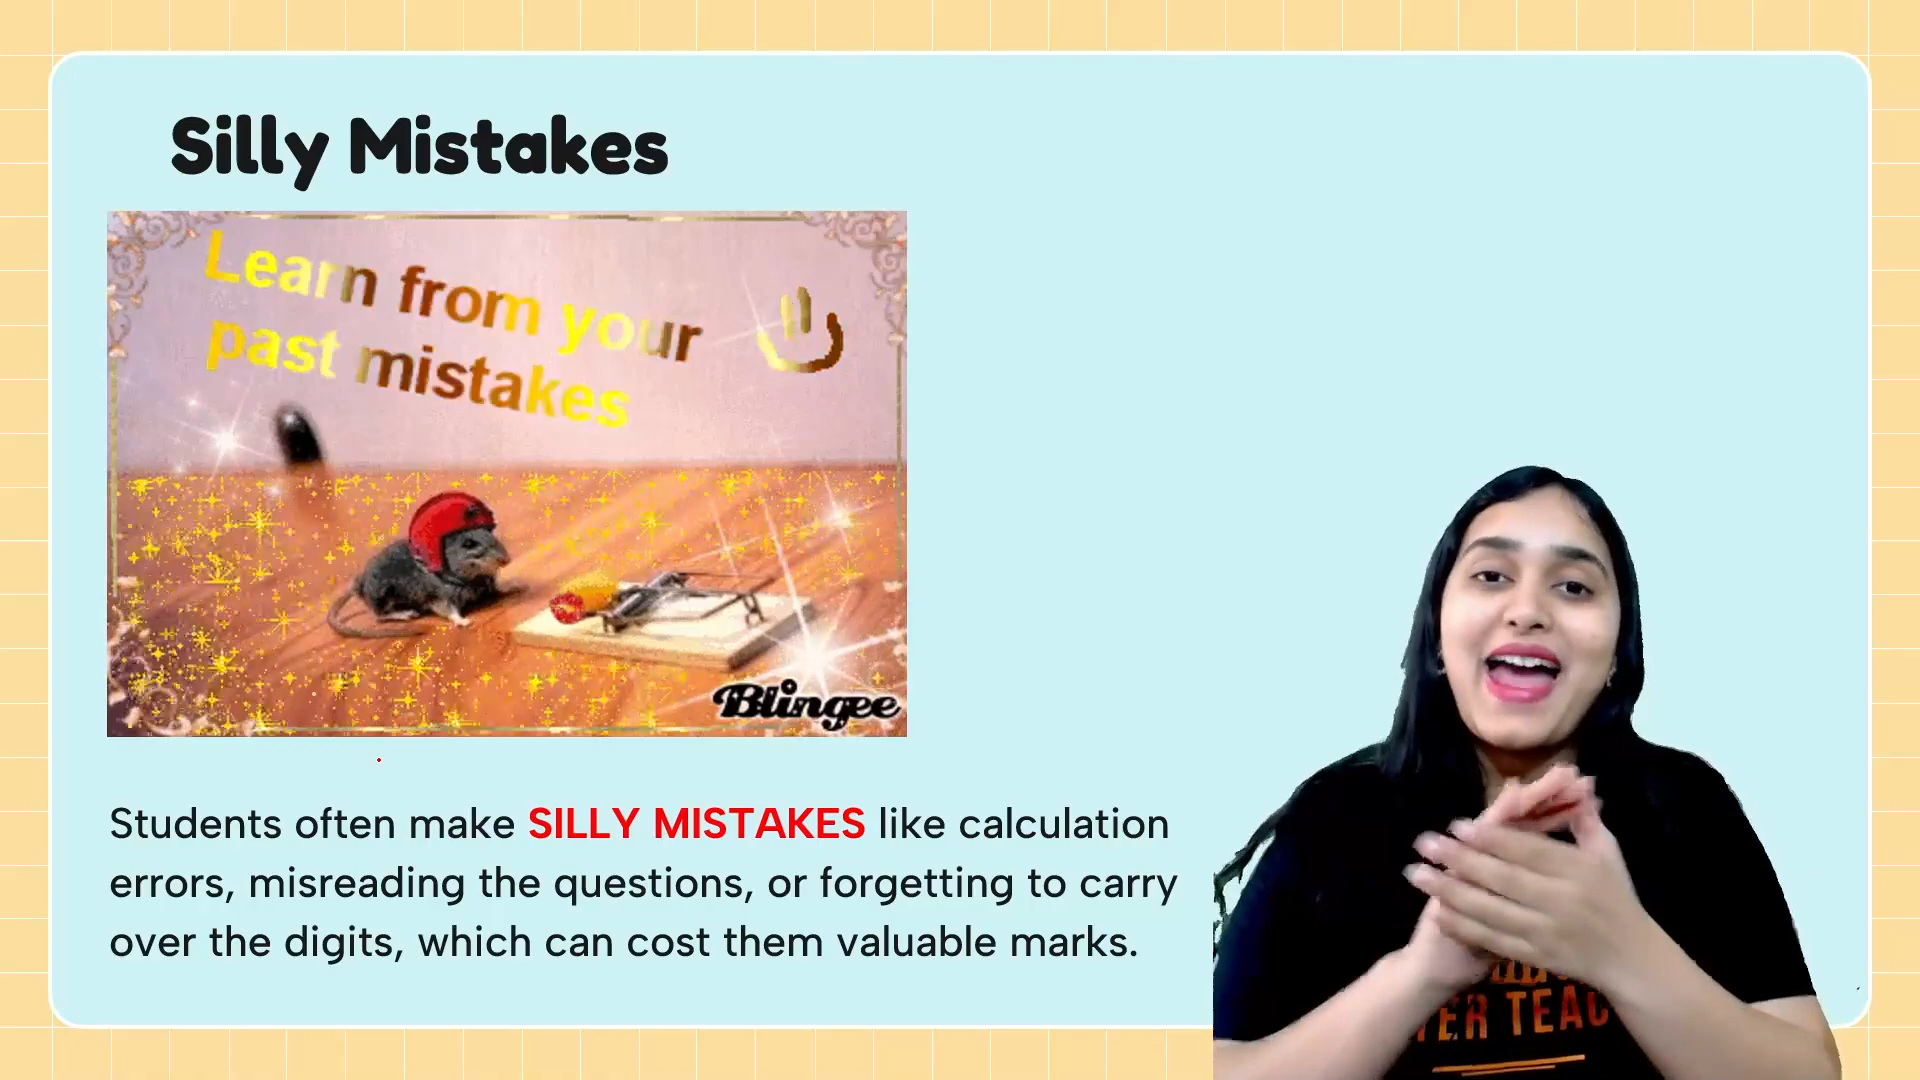 Silly Mistakes
Learn from your
past mistakes
Blingee
Students often make SILLY MISTAKES like calculation
errors, misreading the questions, or forgetting to carry
over the digits, which can cost them valuable marks.